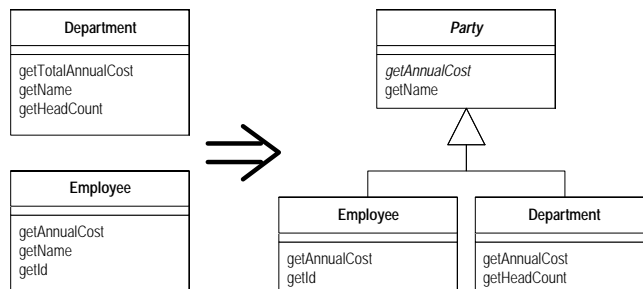 Department
getTotalAnnualCost
getName
getHeadCount
Employee
getAnnualCost
getName
getId
Party
getAnnualCost
getName
Employee
getAnnualCost
getId
Department
getAnnualCost
getHeadCount